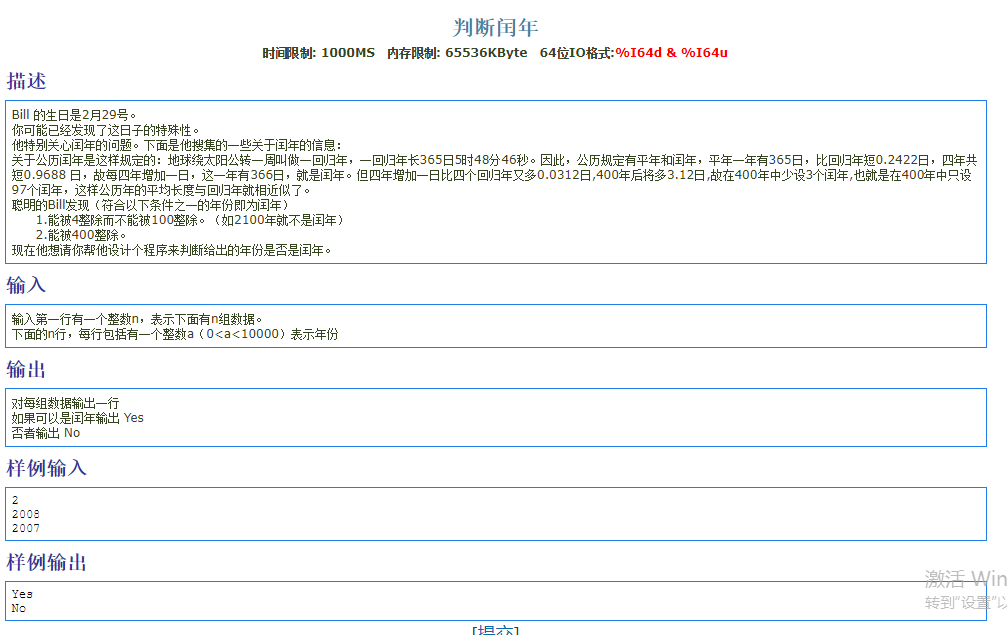 判断闰年
时间限制: 1000MS 内存限制: 65536KByte 64位IO格式:%I64d & %I64u
描述
Bill 的生日是2月29号。
你可能已经发现了这日子的特殊性。
他特别关心闰年的问题。下面是他搜集的一些关于闰年的信息：
关于公历闰年是这样规定的：地球绕太阳公转一周叫做一回归年，一回归年长365日5时48分46秒。因此，公历规定有平年和闰年，平年一年有365日，比回归年短0.2422日，四年共
短0.9688 日，故每四年增加一日，这一年有366日，就是闰年。但四年增加一日比四个回归年又多0.0312日,400年后将多3.12日,故在400年中少设3个闰年,也就是在400年中只设
97个闰年，这样公历年的平均长度与回归年就相近似了。
聪明的Bill发现（符合以下条件之一的年份即为闰年）
1.能被4整除而不能被100整除。（如2100年就不是闰年）
2.能被400整除。
现在他想请你帮他设计个程序来判断给出的年份是否是闰年。
输入
输入第一行有一个整数n，表示下面有n组数据。
下面的n行，每行包括有一个整数a（0<a<10000）表示年份
输出
对每组数据输出一行
如果可以是闰年输出 Yes
否者输出 No
样例输入
2
2008
2007
样例输出
Yes
No
激活 Win
转到"设置"以
[提交]